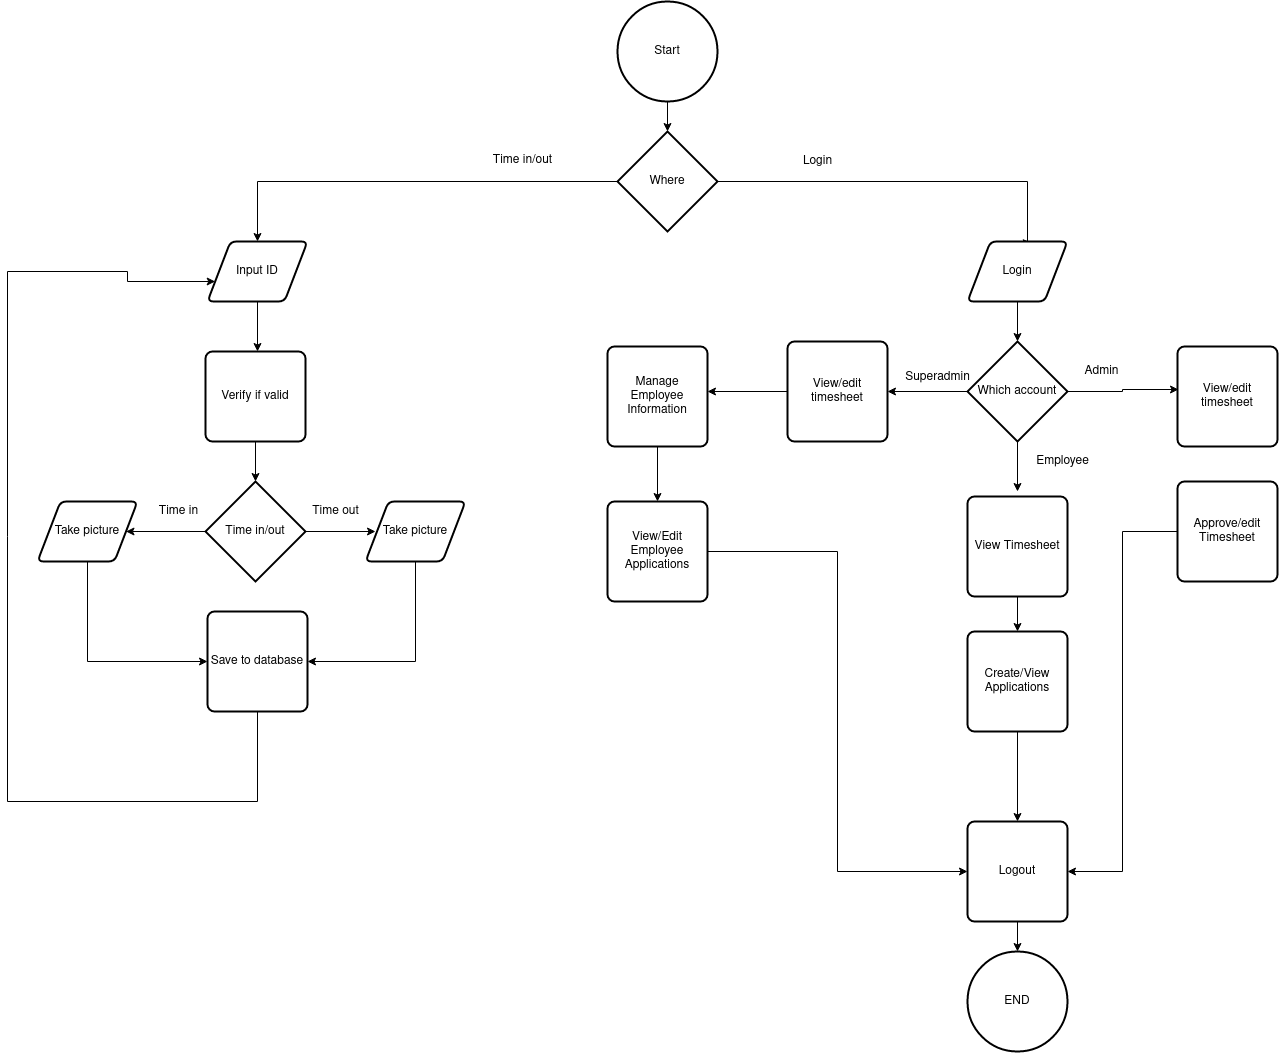 Start
Time in/out
Login
Where
Input ID
Login
Verify if valid
Manage
Employee
Information
View/edit
timesheet
Superadmin
Which account
Admin
View/edit
timesheet
Employee
Time in
Time out
Take picture
Time in/out
Take picture
View/Edit
Employee
Applications
View Timesheet
Approve/edit
Timesheet
Save to database
Create/View
Applications
Logout
END